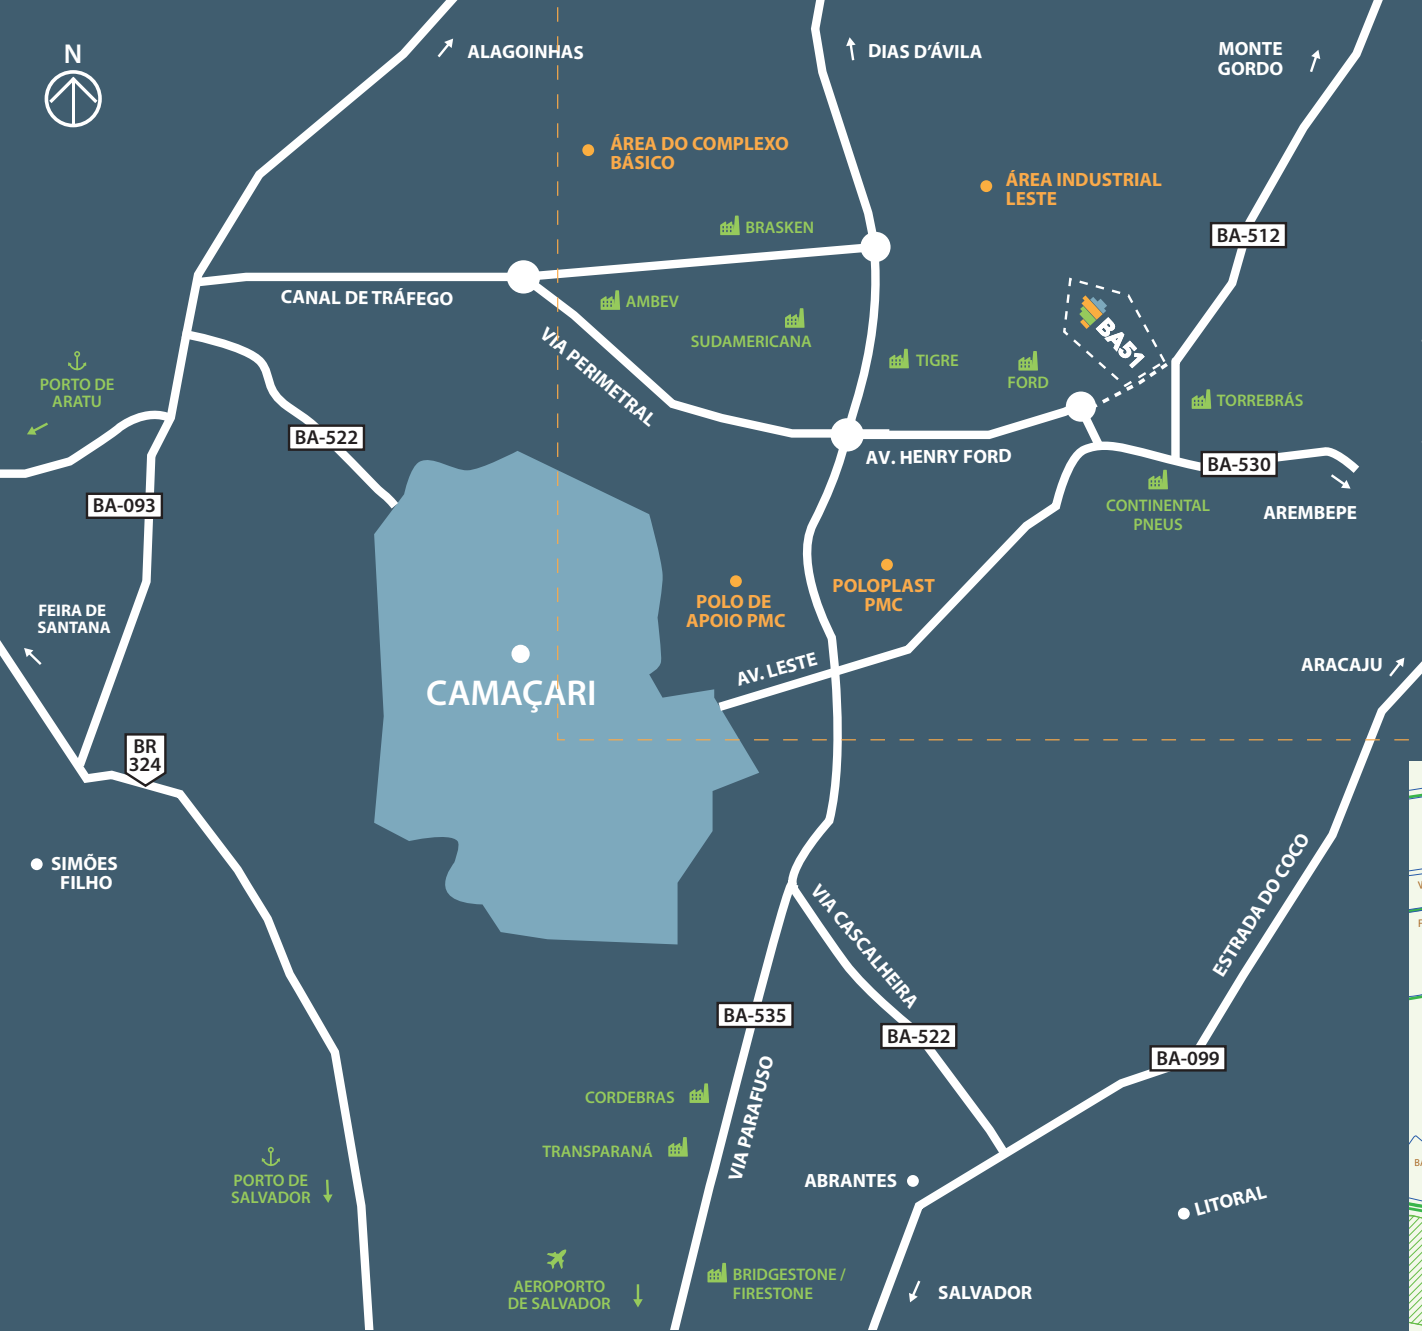 N
ALAGOINHAS
DIAS D'ÁVILA
MONTE
GORDO
ÁREA DO COMPLEXO
BÁSICO
ÁREA INDUSTRIAL
LESTE
BRASKEN
BA-512
CANAL DE TRÁFEGO
AMBEV
SUDAMERICANA
VIA PERIMETRAL
BA51
TIGRE
FORD
TORREBRÁS
PORTO DE
ARATU
BA-522
AV. HENRY FORD
BA-530
BA-093
CONTINENTAL
PNEUS
AREMBEPE
FEIRA DE
SANTANA
POLO DE
APOIO PMC
POLOPLAST
PMC
AV. LESTE
ARACAJU
CAMAÇARI
BR
324
SIMÕES
FILHO
VIA CASCALHEIRA
ESTRADA DO COCO
BA-535
BA-522
BA-099
CORDEBRAS
VIA PARAFUSO
TRANSPARANÁ
PORTO DE
SALVADOR
ABRANTES
LITORAL
AEROPORTO
DE SALVADOR
BRIDGESTONE /
FIRESTONE
SALVADOR